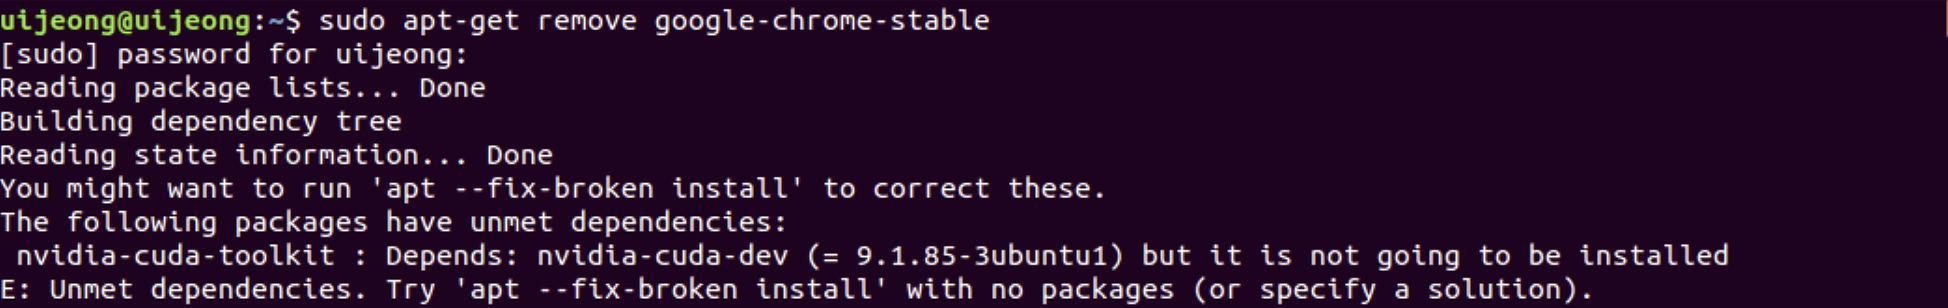 uijeong@uijeong:~$ sudo apt-get remove google-chrome-stable
[sudo] password for uijeong:
Reading package lists... Done
Building dependency tree
Reading state information... Done
You might want to run 'apt --fix-broken install' to correct these.
The following packages have unmet dependencies:
 nvidia-cuda-toolkit : Depends: nvidia-cuda-dev (= 9.1.85-3ubuntu1) but it is not going to be installed
E: Unmet dependencies. Try 'apt --fix-broken install' with no packages (or specify a solution).